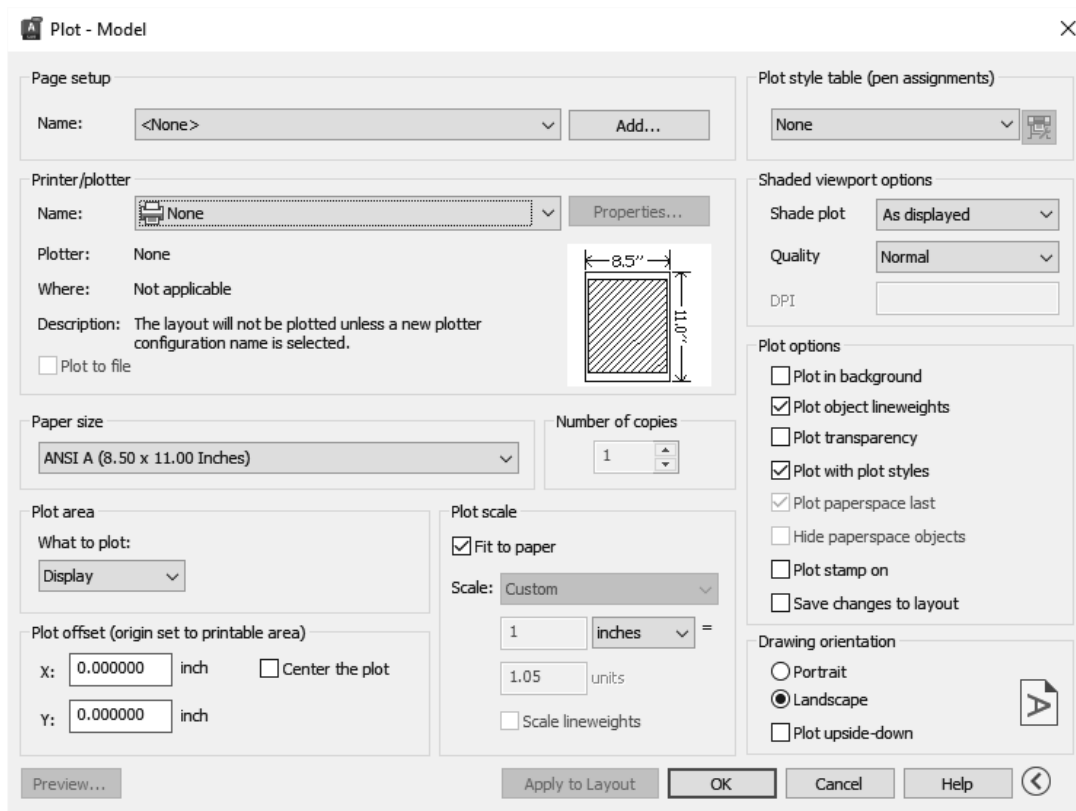 Plot - Model
Page setup
Name:
<None>
Add...
Printer/plotter
Name:
None
Properties...
Plotter:
None
Where:
Not applicable
Description:
The layout will not be plotted unless a new plotter
configuration name is selected.
Plot to file
8.5''
11.0''
Paper size
ANSI A (8.50 x 11.00 Inches)
Number of copies
1
Plot area
What to plot:
Display
Plot offset (origin set to printable area)
X:
0.000000
inch
Center the plot
Y:
0.000000
inch
Plot scale
Fit to paper
Scale:
Custom
1
inches
=
1.05
units
Scale lineweights
Plot style table (pen assignments)
None
Shaded viewport options
Shade plot
As displayed
Quality
Normal
DPI
Plot options
Plot in background
Plot object lineweights
Plot transparency
Plot with plot styles
Plot paperspace last
Hide paperspace objects
Plot stamp on
Save changes to layout
Drawing orientation
Portrait
Landscape
A
Plot upside-down
Preview...
Apply to Layout
OK
Cancel
Help